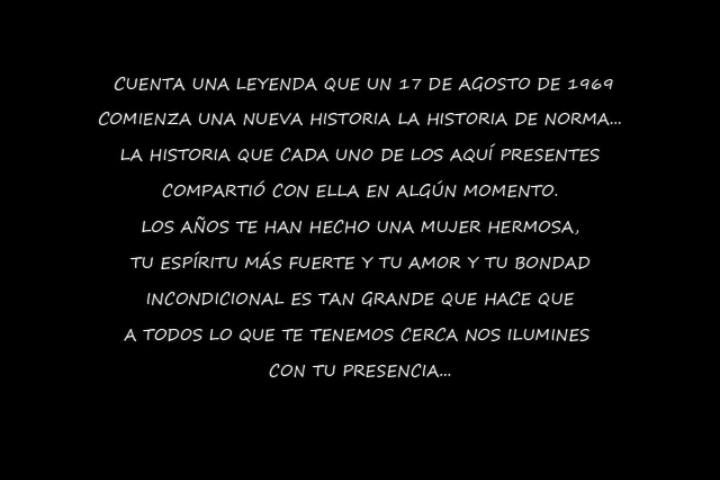 CUENTA UNA LEYENDA QUE UN 17 DE AGOSTO DE 1969
COMIENZA UNA NUEVA HISTORIA LA HISTORIA DE NORMA...
LA HISTORIA QUE CADA UNO DE LOS AQUÍ PRESENTES
COMPARTIÓ CON ELLA EN ALGÚN MOMENTO.
LOS AÑOS TE HAN HECHO UNA MUJER HERMOSA,
TU ESPÍRITU MÁS FUERTE Y TU AMOR Y TU BONDAD
INCONDICIONAL ES TAN GRANDE QUE HACE QUE
A TODOS LO QUE TE TENEMOS CERCA NOS ILUMINES
CON TU PRESENCIA...